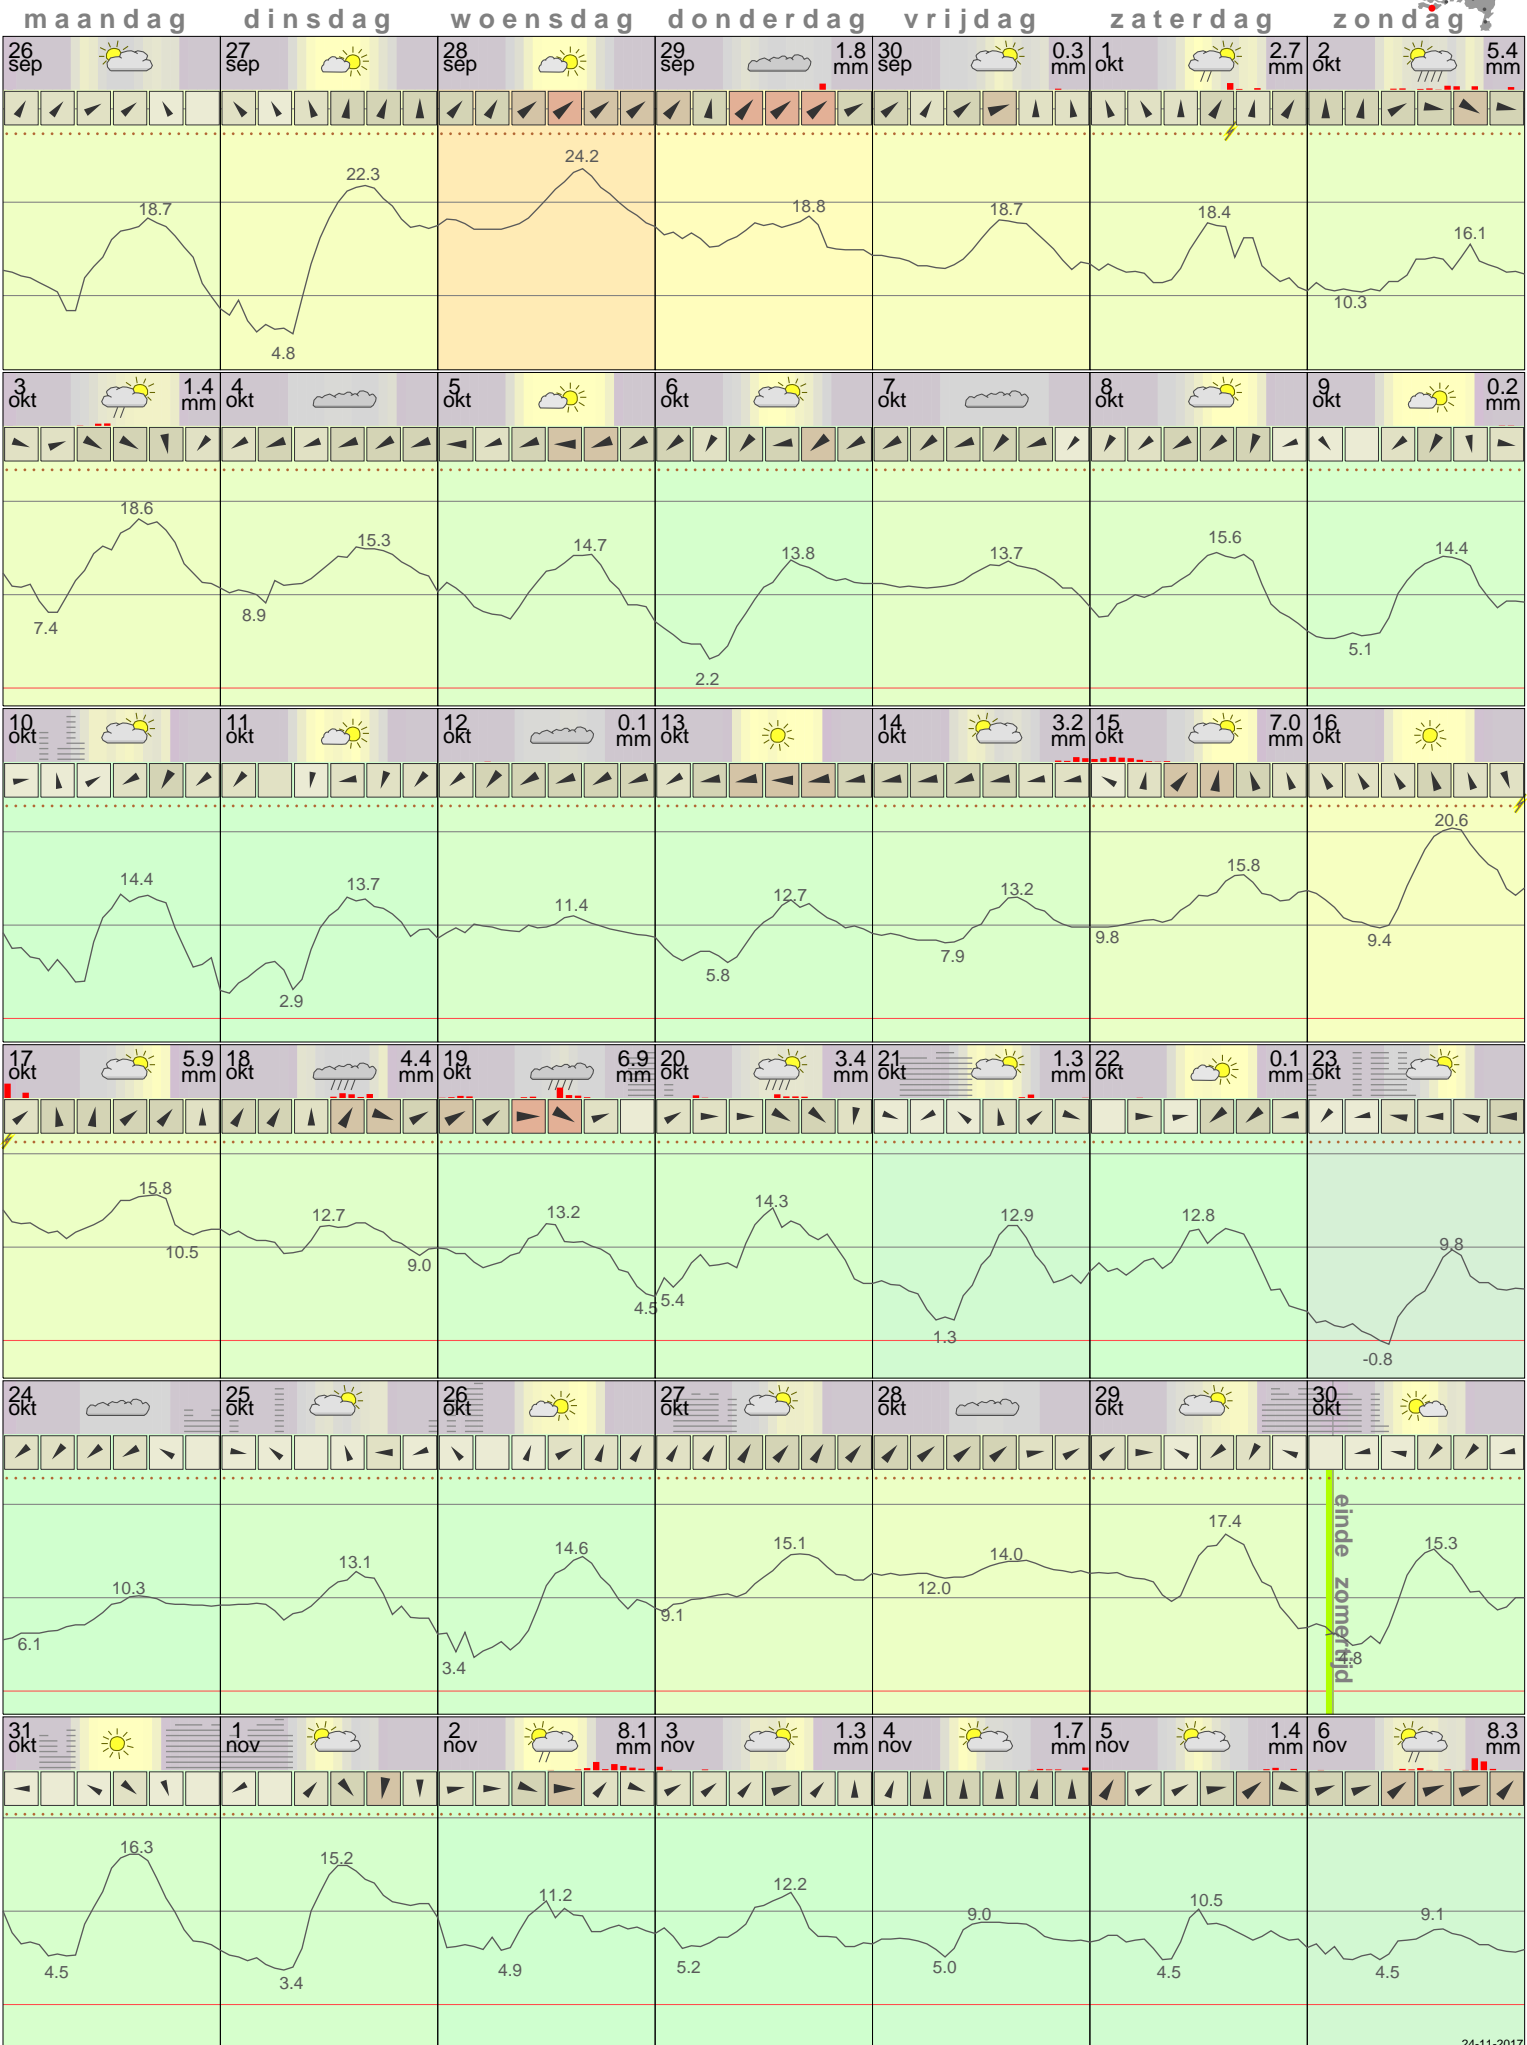 maandag dinsdag woensdag donderdag vrijdag zaterdag zondag
26 sep 27 sep 28 sep 29 sep 1.8 mm 30 sep 0.3 mm 1 okt 2.7 mm 2 okt 5.4 mm
24.2
22.3
18.7 18.8 18.7 18.4
16.1
10.3
4.8
3 okt 1.4 mm 4 okt 5 okt 6 okt 7 okt 8 okt 9 okt 0.2 mm
18.6
15.3 14.7 13.8 13.7 15.6 14.4
7.4 8.9
5.1
2.2
10 okt 11 okt 12 okt 0.1 mm 13 okt 14 okt 3.2 mm 15 okt 7.0 mm 16 okt
20.6
14.4 13.7 11.4 12.7 13.2 15.8
9.8 9.4
2.9 5.8 7.9
17 okt 5.9 mm 18 okt 4.4 mm 19 okt 6.9 mm 20 okt 3.4 mm 21 okt 1.3 mm 22 okt 0.1 mm 23 okt
15.8 12.7 13.2 14.3 12.9 12.8
10.5 9.0 9.8
4.5 5.4
1.3
-0.8
24 okt 25 okt 26 okt 27 okt 28 okt 29 okt 30 okt
einde zomertijd
17.4
10.3 13.1 14.6 15.1 14.0 15.3
12.0
6.1 9.1
3.4 4.8
31 okt 1 nov 2 nov 8.1 mm 3 nov 1.3 mm 4 nov 1.7 mm 5 nov 1.4 mm 6 nov 8.3 mm
16.3 15.2
11.2 12.2 9.0 10.5 9.1
4.5 3.4 4.9 5.2 5.0 4.5 4.5
24-11-2017